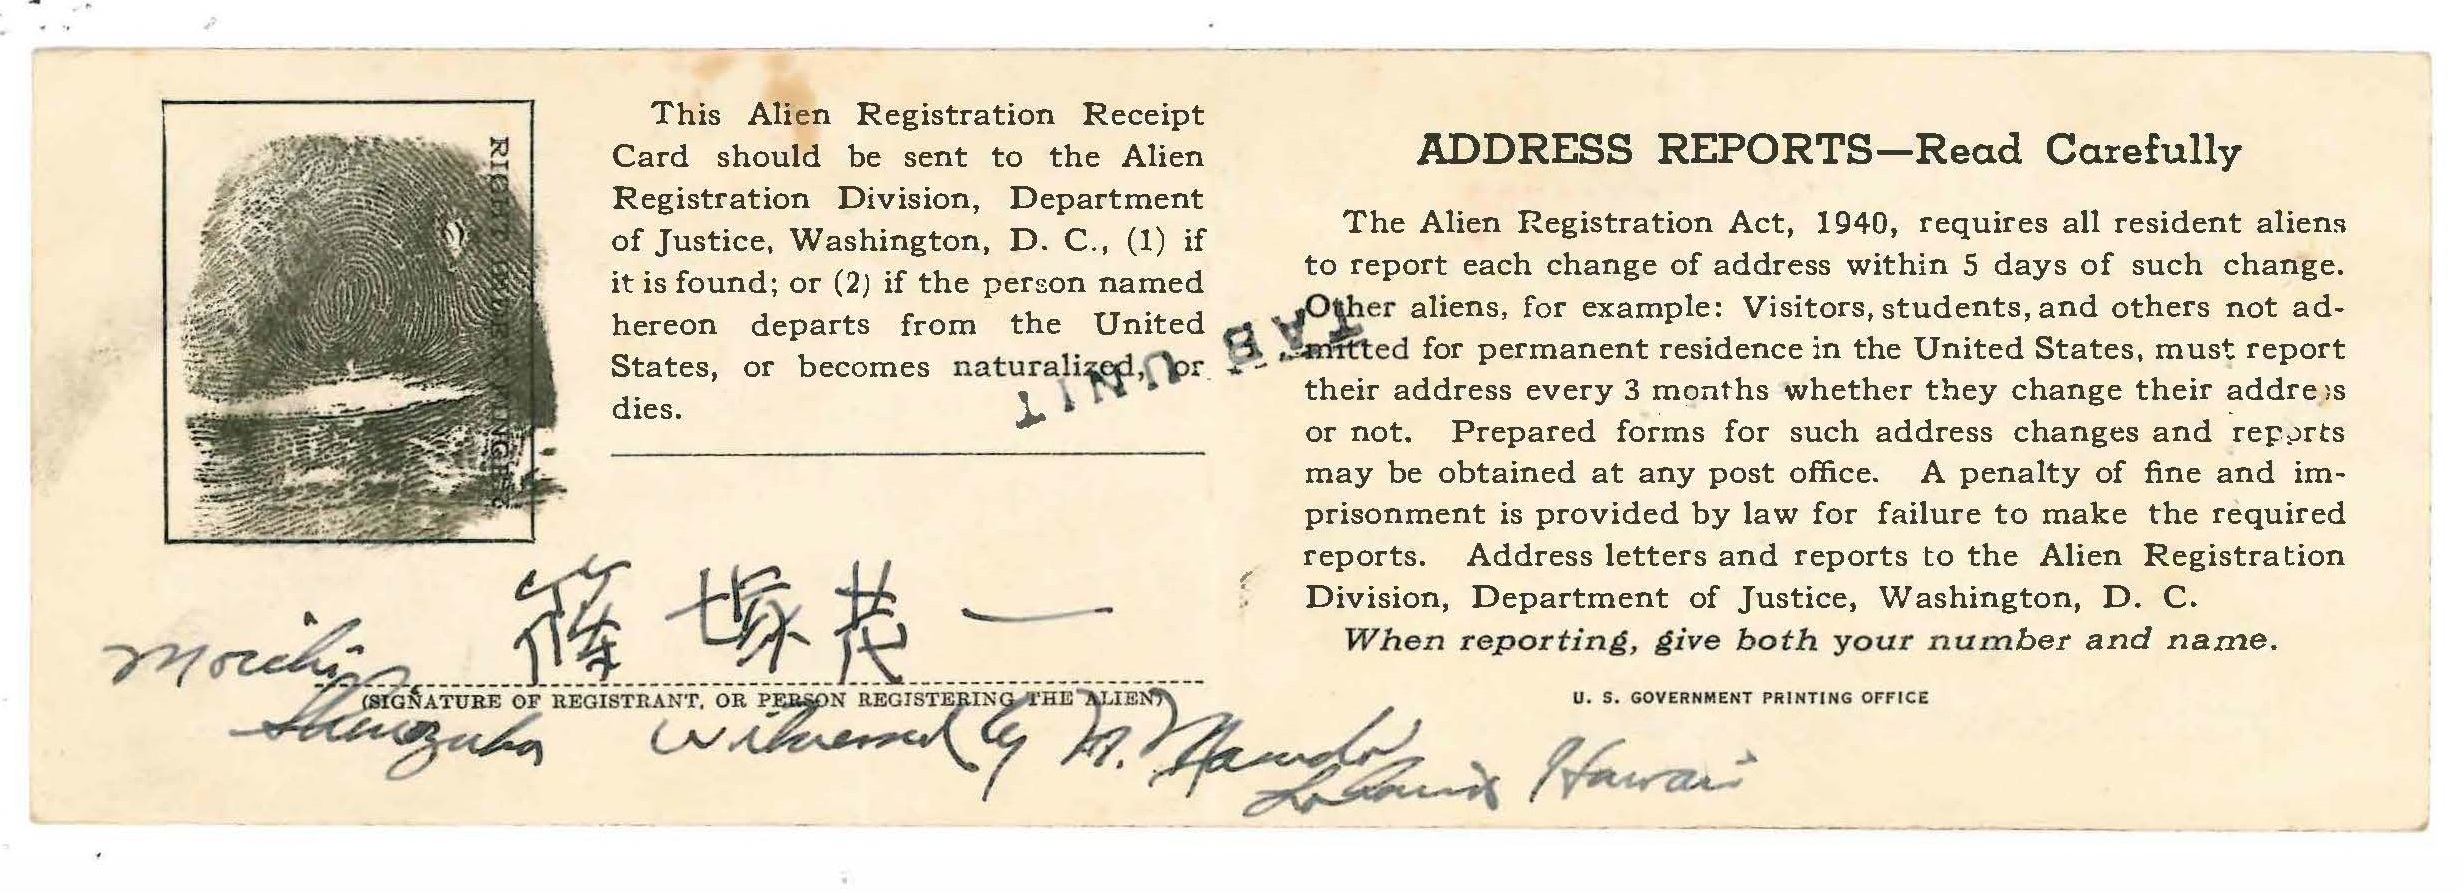 RIGHT INDEX FINGER
This Alien Registration Receipt
Card should be sent to the Alien
Registration Division, Department
of Justice, Washington, D. C., (1) if
it is found; or (2) if the person named
hereon departs from the United
States, or becomes naturalized, or
dies.
TAB UNIT
篠塚茂一
(SIGNATURE OF REGISTRANT, OR PERSON REGISTERING THE ALIEN)
Witnessed by M.
Hawaii
ADDRESS REPORTS—Read Carefully
The Alien Registration Act, 1940, requires all resident aliens
to report each change of address within 5 days of such change.
Other aliens, for example: Visitors, students, and others not ad-
mitted for permanent residence in the United States, must report
their address every 3 months whether they change their address
or not. Prepared forms for such address changes and reports
may be obtained at any post office. A penalty of fine and im-
prisonment is provided by law for failure to make the required
reports. Address letters and reports to the Alien Registration
Division, Department of Justice, Washington, D. C.
When reporting, give both your number and name.
U. S. GOVERNMENT PRINTING OFFICE